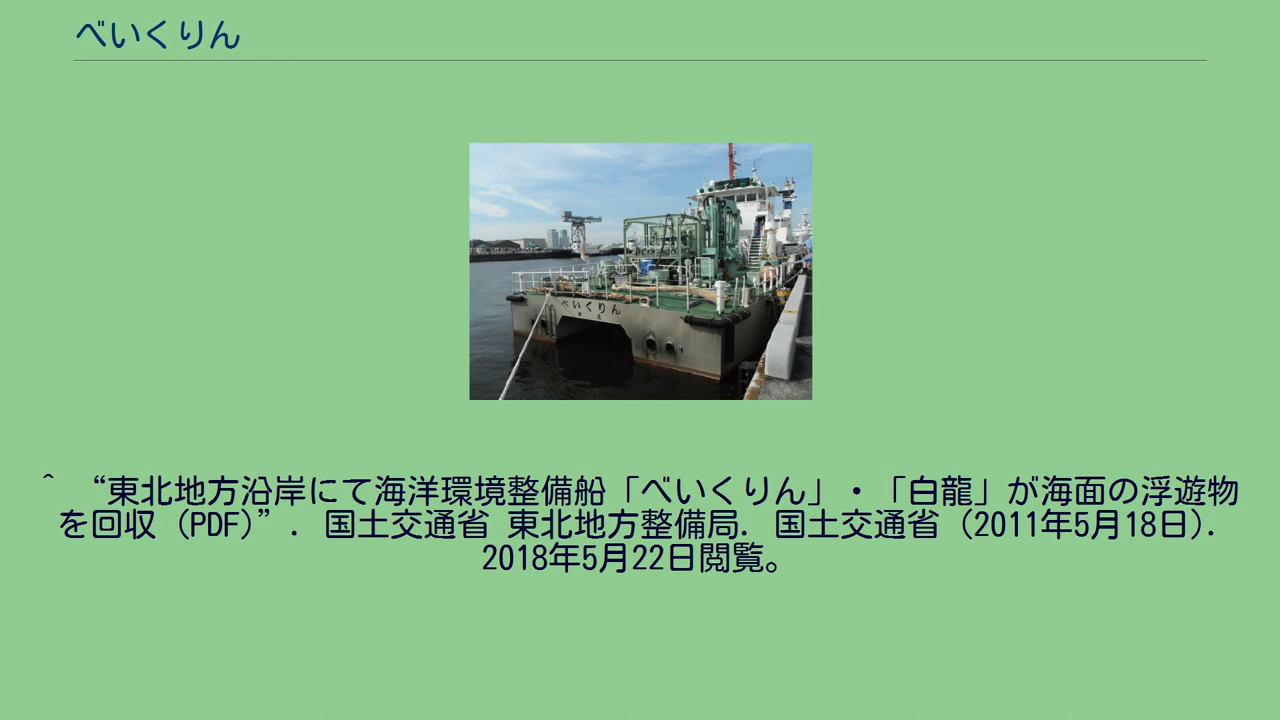 べいくりん
べいくりん
^ “東北地方沿岸にて海洋環境整備船「べいくりん」・「白龍」が海面の浮遊物
を回収 (PDF)”. 国土交通省 東北地方整備局. 国土交通省 (2011年5月18日).
2018年5月22日閲覧。